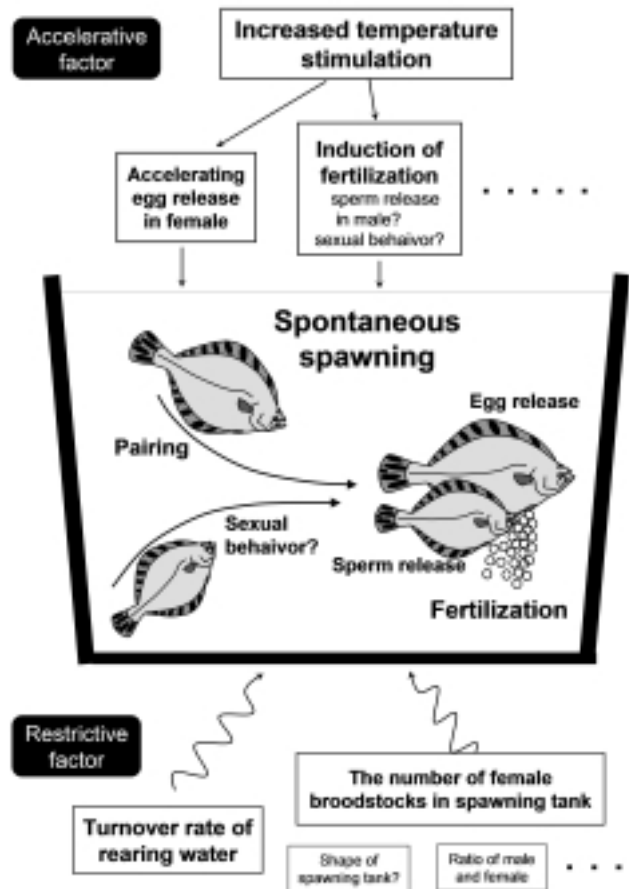 Accelerative
factor
Increased temperature
stimulation
Accelerating
egg release
in female
Induction of
fertilization
sperm release
in male?
sexual behaivor?
. . . . .
Spontaneous
spawning
Egg release
Pairing
Sexual
behaivor?
Sperm release
Fertilization
Restrictive
factor
The number of female
broodstocks in spawning tank
Turnover rate of
rearing water
Shape of
spawning tank?
Ratio of male
and female
. . . .